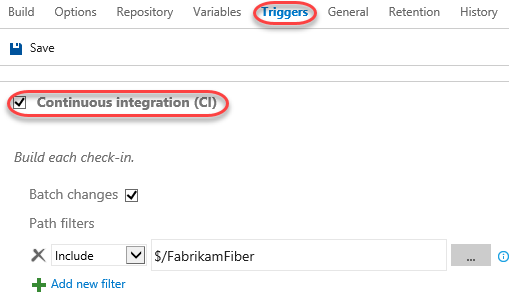 Build Options Repository Variables Triggers General Retention History
Save
Continuous integration (CI)
Build each check-in.
Batch changes
Path filters
Include $/FabrikamFiber ...
Add new filter